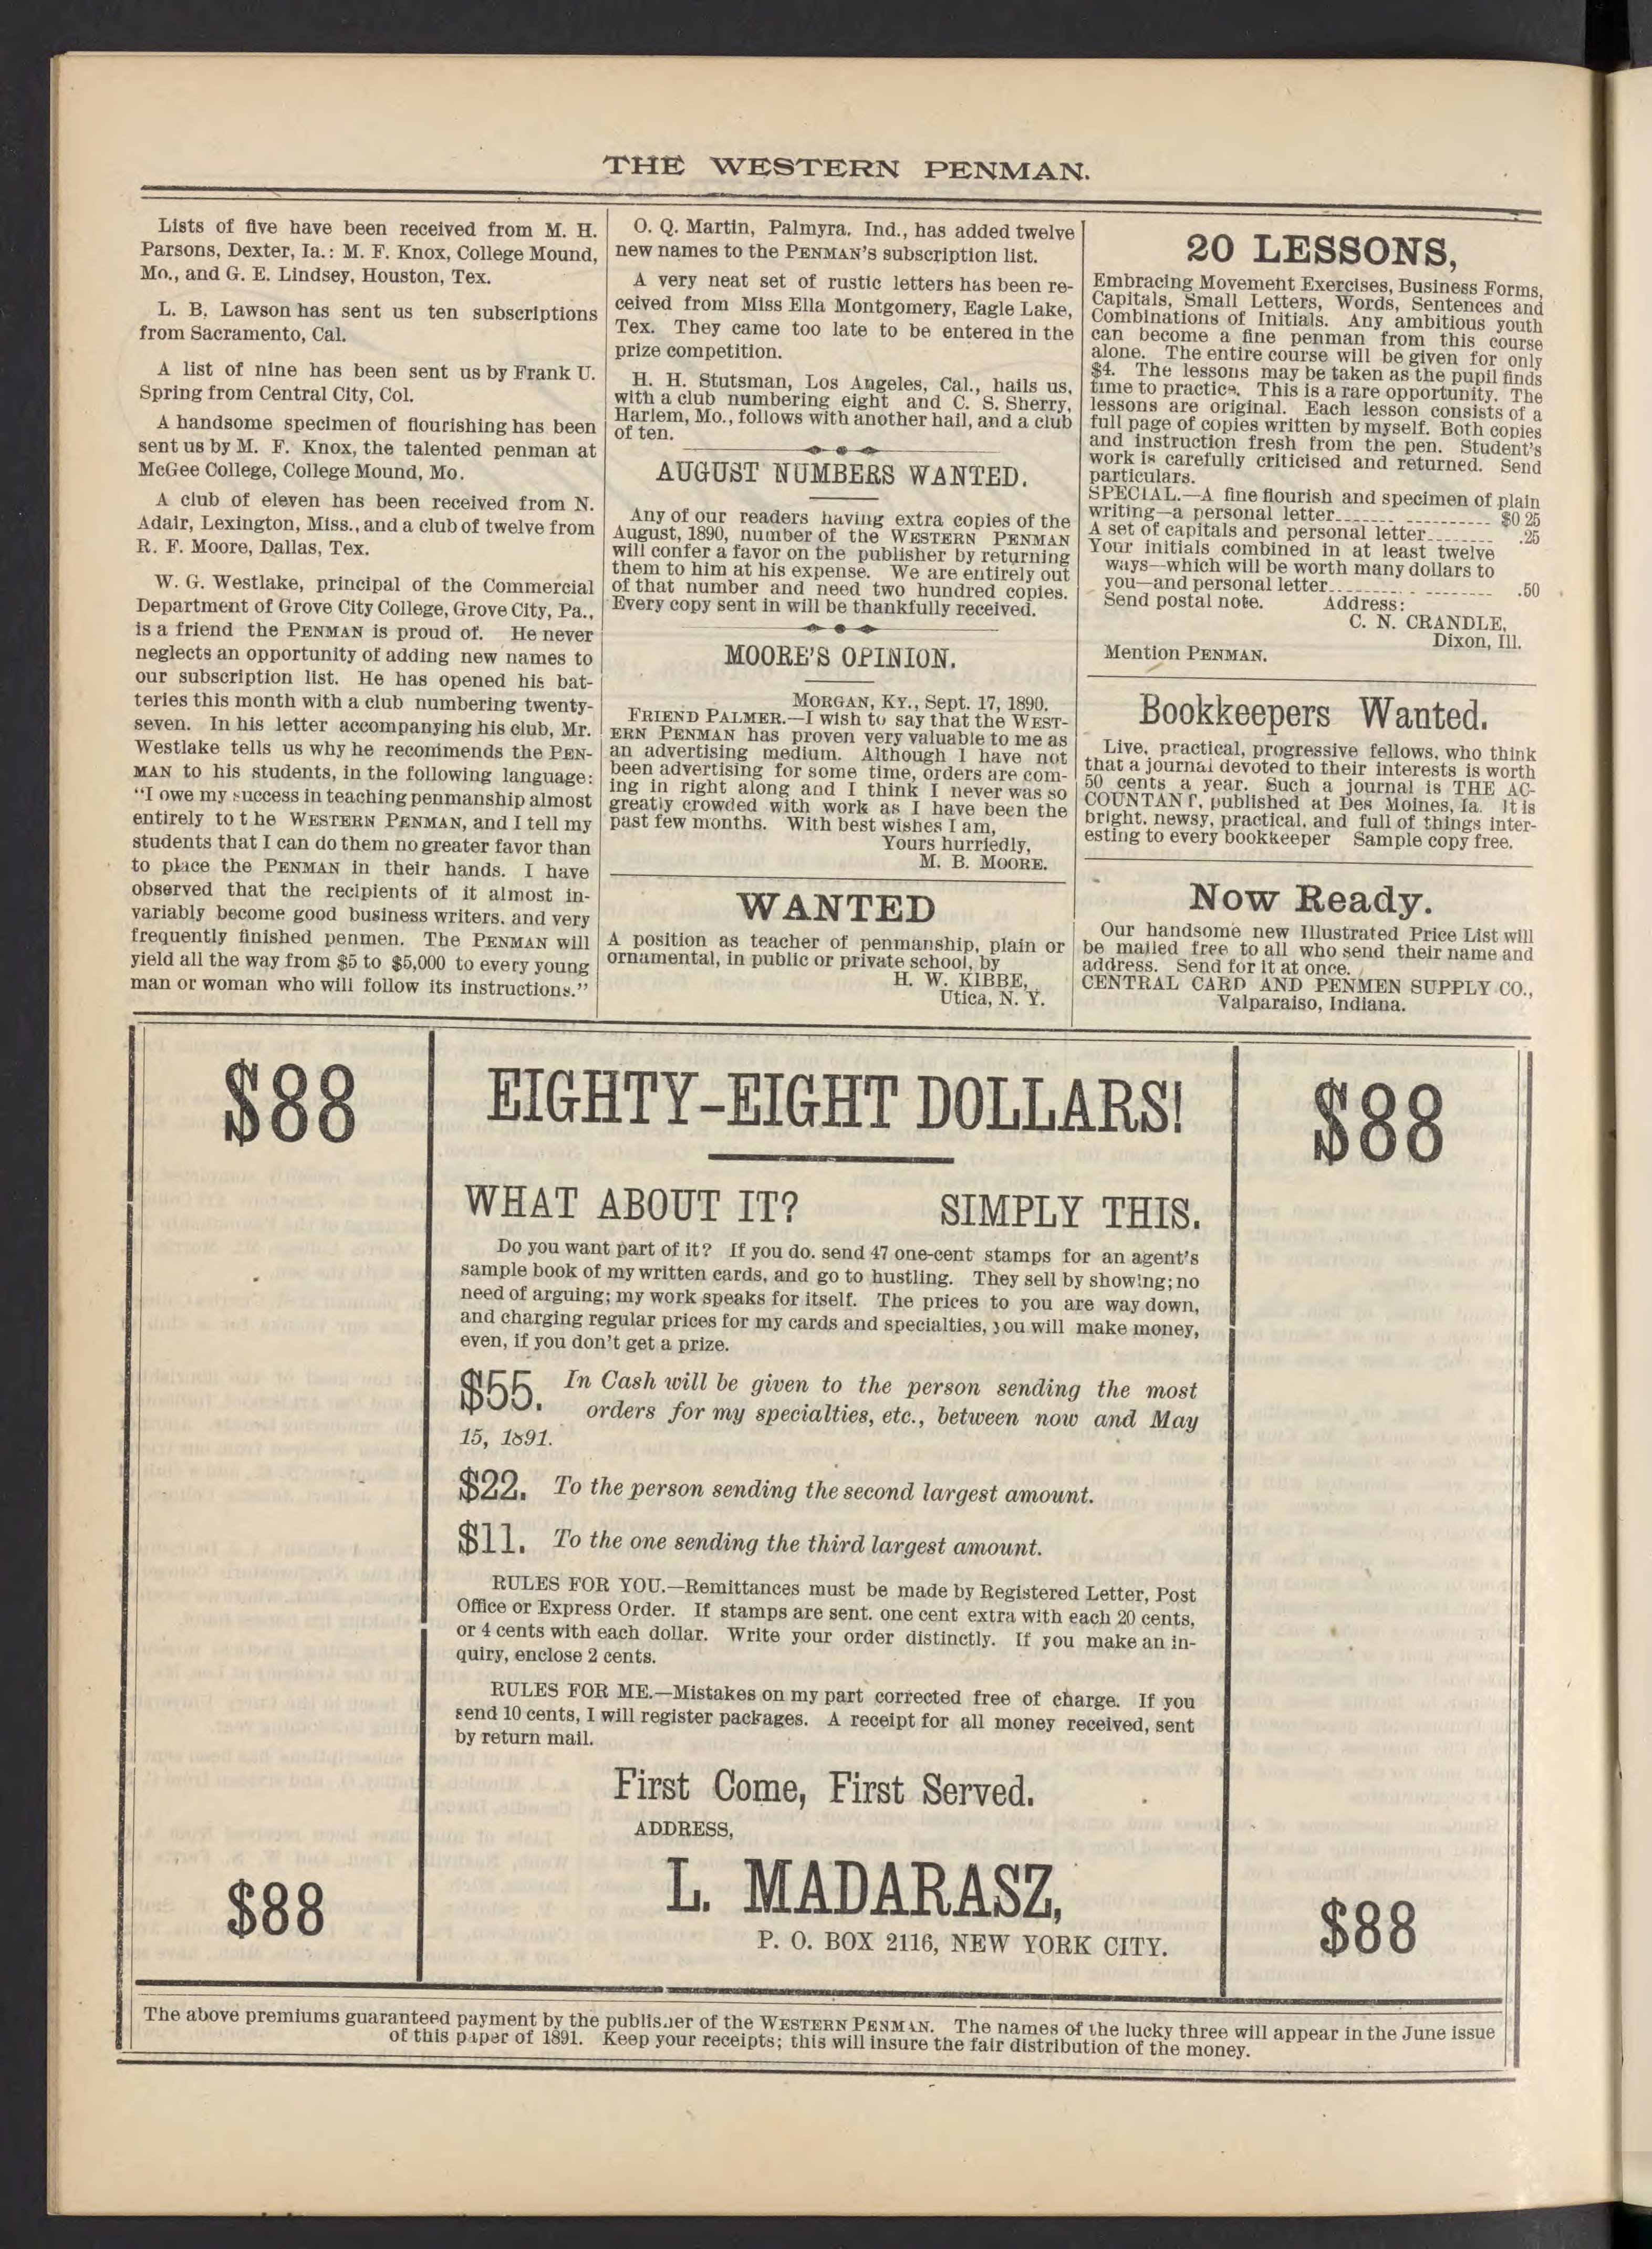 THE WESTERN PENMAN.
Lists of five have been received from M. H.
Parsons, Dexter, Ia.: M. F. Knox, College Mound,
Mo., and G. E. Lindsey, Houston, Tex.
L. B. Lawson has sent us ten subscriptions
from Sacramento, Cal.
A list of nine has been sent us by Frank U.
Spring from Central City, Col.
A handsome specimen of flourishing has been
sent us by M. F. Knox, the talented penman at
McGee College, College Mound, Mo.
A club of eleven has been received from N.
Adair, Lexington, Miss., and a club of twelve from
R. F. Moore, Dallas, Tex.
W. G. Westlake, principal of the Commercial
Department of Grove City College, Grove City, Pa.,
is a friend the PENMAN is proud of. He never
neglects an opportunity of adding new names to
our subscription list. He has opened his bat-
teries this month with a club numbering twenty-
seven. In his letter accompanying his club, Mr.
Westlake tells us why he recommends the PEN-
MAN to his students, in the following language:
"I owe my success in teaching penmanship almost
entirely to t he WESTERN PENMAN, and I tell my
students that I can do them no greater favor than
to place the PENMAN in their hands. I have
observed that the recipients of it almost in-
variably become good business writers, and very
frequently finished penmen. The PENMAN will
yield all the way from $5 to $5,000 to every young
man or woman who will follow its instructions."
O. Q. Martin, Palmyra, Ind., has added twelve
new names to the PENMAN'S subscription list.
A very neat set of rustic letters has been re-
ceived from Miss Ella Montgomery, Eagle Lake,
Tex. They came too late to be entered in the
prize competition.
H. H. Stutsman, Los Angeles, Cal., hails us,
with a club numbering eight and C. S. Sherry,
Harlem, Mo., follows with another hail, and a club
of ten.
AUGUST NUMBERS WANTED.
Any of our readers having extra copies of the
August, 1890, number of the WESTERN PENMAN
will confer a favor on the publisher by returning
them to him at his expense. We are entirely out
of that number and need two hundred copies.
Every copy sent in will be thankfully received.
MOORE'S OPINION.
MORGAN, KY., Sept. 17, 1890.
FRIEND PALMER.—I wish to say that the WEST-
ERN PENMAN has proven very valuable to me as
an advertising medium. Although I have not
been advertising for some time, orders are com-
ing in right along and I think I never was so
greatly crowded with work as I have been the
past few months. With best wishes I am,
Yours hurriedly,
M. B. MOORE.
WANTED
A position as teacher of penmanship, plain or
ornamental, in public or private school, by
H. W. KIBBE,
Utica, N. Y.
20 LESSONS,
Embracing Movement Exercises, Business Forms,
Capitals, Small Letters, Words, Sentences and
Combinations of Initials. Any ambitious youth
can become a fine penman from this course
alone. The entire course will be given for only
$4. The lessons may be taken as the pupil finds
time to practice. This is a rare opportunity. The
lessons are original. Each lesson consists of a
full page of copies written by myself. Both copies
and instruction fresh from the pen. Student's
work is carefully criticised and returned. Send
particulars.
SPECIAL.—A fine flourish and specimen of plain
writing—a personal letter................ $0 25
A set of capitals and personal letter........ .25
Your initials combined in at least twelve
ways—which will be worth many dollars to
you—and personal letter................ .50
Send postal note. Address:
C. N. CRANDLE,
Dixon, Ill.
Mention PENMAN.
Bookkeepers Wanted.
Live, practical, progressive fellows, who think
that a journal devoted to their interests is worth
50 cents a year. Such a journal is THE AC-
COUNTANT, published at Des Moines, Ia. It is
bright, newsy, practical, and full of things inter-
esting to every bookkeeper Sample copy free.
Now Ready.
Our handsome new Illustrated Price List will
be mailed free to all who send their name and
address. Send for it at once.
CENTRAL CARD AND PENMEN SUPPLY CO.,
Valparaiso, Indiana.
$88
EIGHTY-EIGHT DOLLARS!
$88
WHAT ABOUT IT? SIMPLY THIS.
Do you want part of it? If you do. send 47 one-cent stamps for an agent's
sample book of my written cards, and go to hustling. They sell by showing; no
need of arguing; my work speaks for itself. The prices to you are way down,
and charging regular prices for my cards and specialties, you will make money,
even, if you don't get a prize.
$55. In Cash will be given to the person sending the most
orders for my specialties, etc., between now and May
15, 1891.
$22. To the person sending the second largest amount.
$11. To the one sending the third largest amount.
RULES FOR YOU.—Remittances must be made by Registered Letter, Post
Office or Express Order. If stamps are sent. one cent extra with each 20 cents,
or 4 cents with each dollar. Write your order distinctly. If you make an in-
quiry, enclose 2 cents.
RULES FOR ME.—Mistakes on my part corrected free of charge. If you
send 10 cents, I will register packages. A receipt for all money received, sent
by return mail.
First Come, First Served.
ADDRESS,
L. MADARASZ,
P. O. BOX 2116, NEW YORK CITY.
$88
$88
The above premiums guaranteed payment by the publisher of the WESTERN PENMAN. The names of the lucky three will appear in the June issue
of this paper of 1891. Keep your receipts; this will insure the fair distribution of the money.